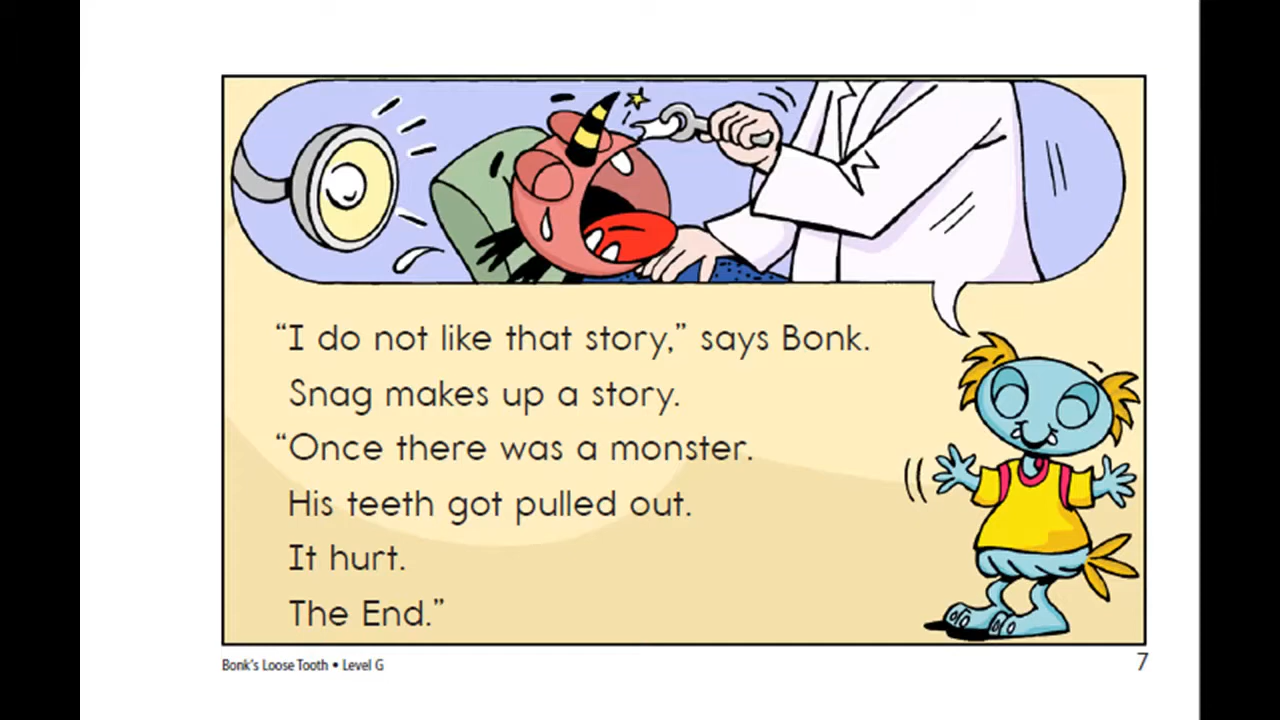 “I do not like that story,” says Bonk.
Snag makes up a story.
“Once there was a monster.
His teeth got pulled out.
It hurt.
The End.”
Bonk’s Loose Tooth • Level G
7